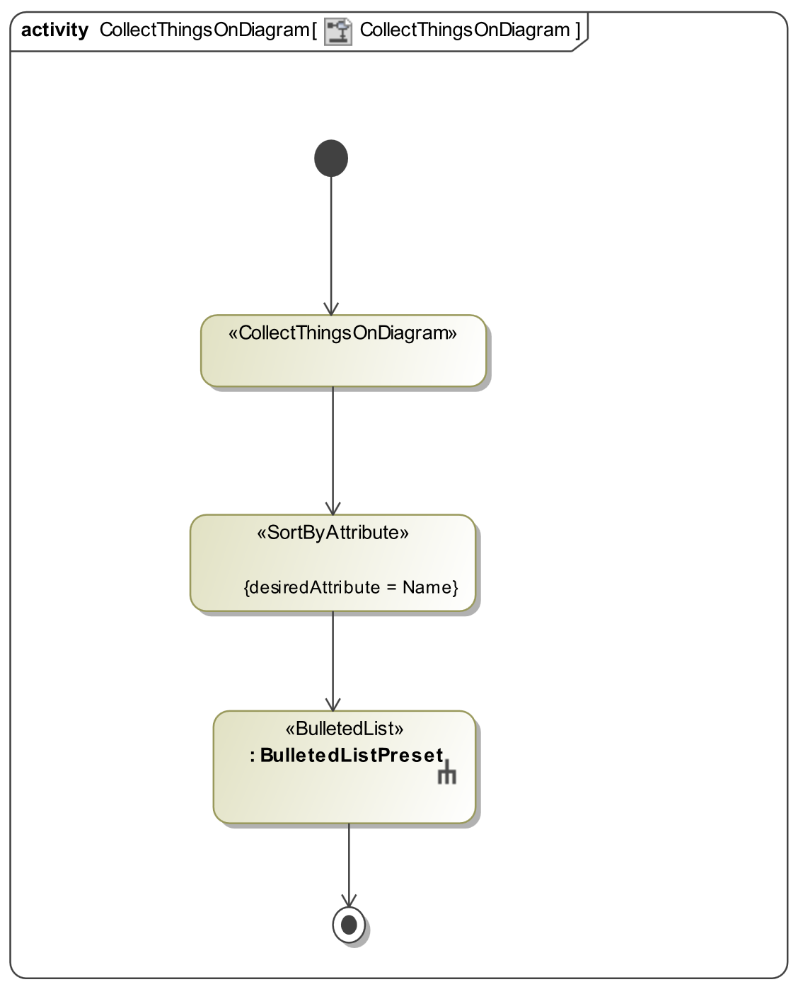 activity CollectThingsOnDiagram[ CollectThingsOnDiagram ]
«CollectThingsOnDiagram»
«SortByAttribute»
{desiredAttribute = Name}
«BulletedList»
: BulletedListPreset